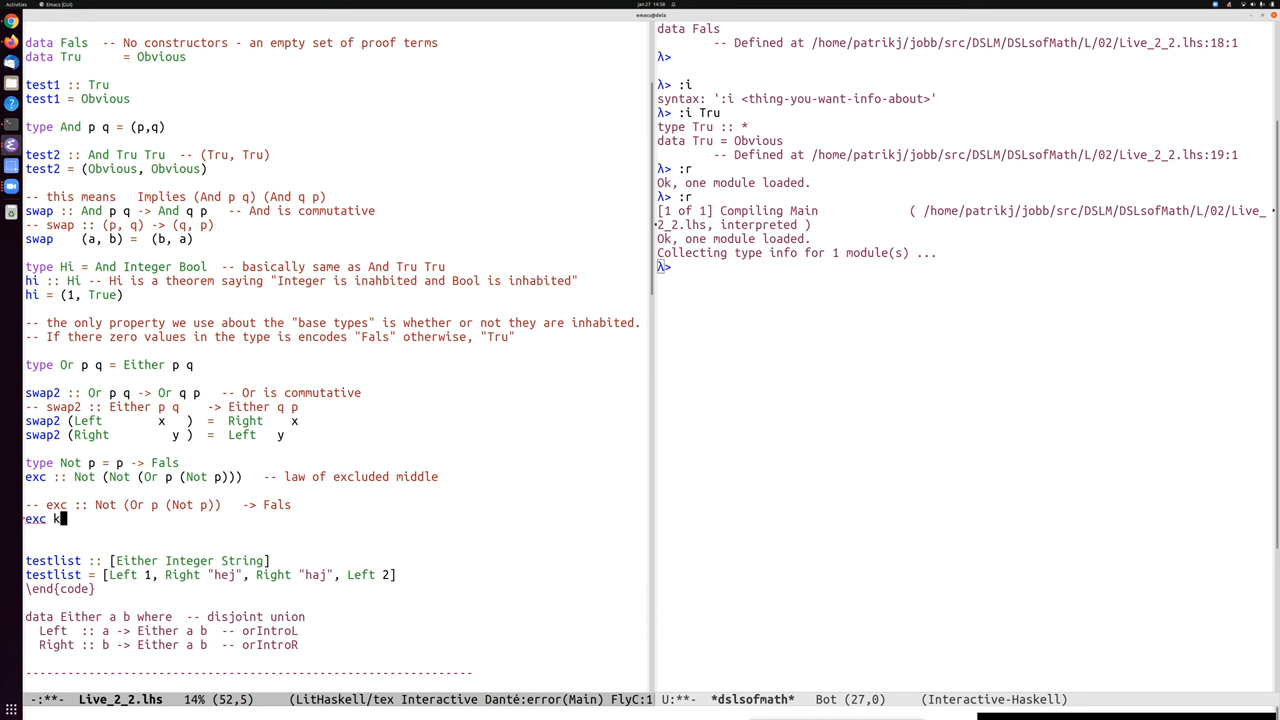 Activities
Emacs (GUI)
Jan 27 14:58
emacs@dela
data Fals  -- No constructors - an empty set of proof terms
data Tru      = Obvious
test1 :: Tru
test1 = Obvious
type And p q = (p,q)
test2 :: And Tru Tru  -- (Tru, Tru)
test2 = (Obvious, Obvious)
-- this means   Implies (And p q) (And q p)
swap :: And p q -> And q p   -- And is commutative
-- swap :: (p, q) -> (q, p)
swap    (a, b) =  (b, a)
type Hi = And Integer Bool  -- basically same as And Tru Tru
hi :: Hi -- Hi is a theorem saying "Integer is inahbited and Bool is inhabited"
hi = (1, True)
-- the only property we use about the "base types" is whether or not they are inhabited.
-- If there zero values in the type is encodes "Fals" otherwise, "Tru"
type Or p q = Either p q
swap2 :: Or p q -> Or q p   -- Or is commutative
-- swap2 :: Either p q    -> Either q p
swap2 (Left        x   )  =  Right    x
swap2 (Right         y )  =  Left   y
type Not p = p -> Fals
exc :: Not (Not (Or p (Not p)))   -- law of excluded middle
-- exc :: Not (Or p (Not p))   -> Fals
exc k
testlist :: [Either Integer String]
testlist = [Left 1, Right "hej", Right "haj", Left 2]
\end{code}
data Either a b where  -- disjoint union
  Left  :: a -> Either a b  -- orIntroL
  Right :: b -> Either a b  -- orIntroR
------------------------------------------------------------------------
-:**-  Live_2_2.lhs   14% (52,5)     (LitHaskell/tex Interactive Danté:error(Main) FlyC:1
data Fals
        -- Defined at /home/patrikj/jobb/src/DSLM/DSLsofMath/L/02/Live_2_2.lhs:18:1
λ>
λ> :i
syntax: ':i <thing-you-want-info-about>'
λ> :i Tru
type Tru :: *
data Tru = Obvious
        -- Defined at /home/patrikj/jobb/src/DSLM/DSLsofMath/L/02/Live_2_2.lhs:19:1
λ> :r
Ok, one module loaded.
λ> :r
[1 of 1] Compiling Main             ( /home/patrikj/jobb/src/DSLM/DSLsofMath/L/02/Live_
2_2.lhs, interpreted )
Ok, one module loaded.
Collecting type info for 1 module(s) ...
λ>
U:**-  *dslsofmath*   Bot (27,0)     (Interactive-Haskell)